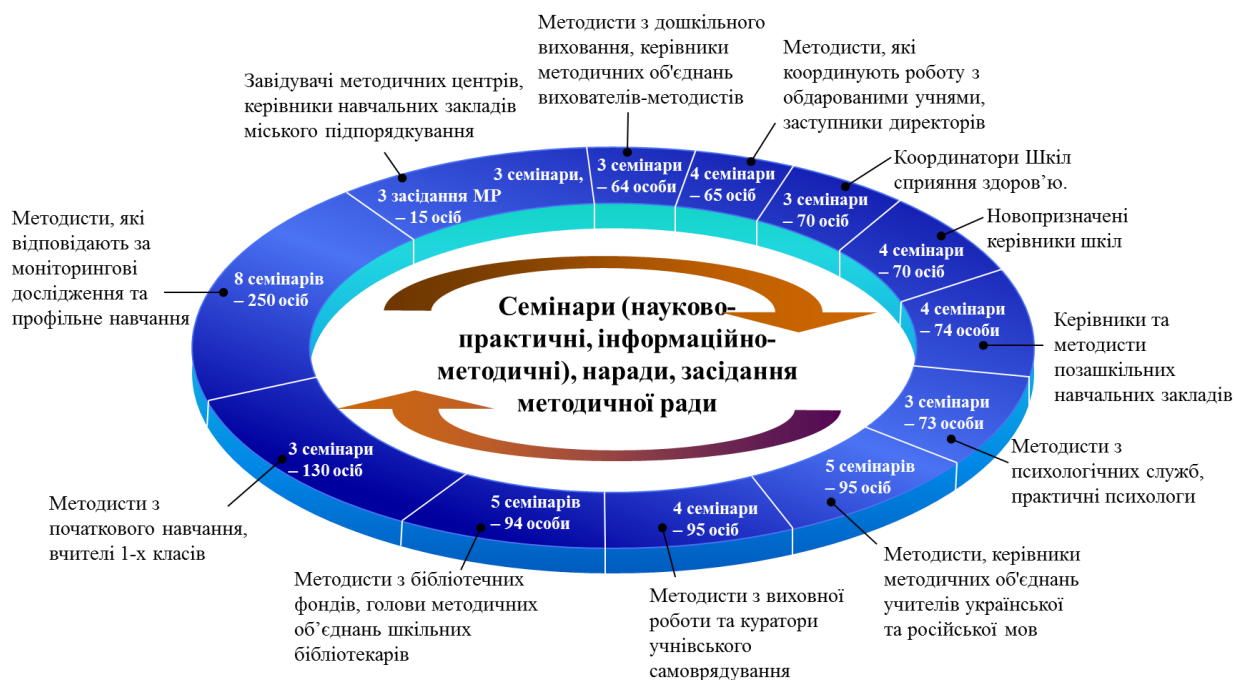 Методисти з дошкільного
виховання, керівники
методичних об'єднань
вихователів-методистів
Методисти, які
координують роботу з
обдарованими учнями,
заступники директорів
Завідувачі методичних центрів,
керівники навчальних закладів
міського підпорядкування
Координатори Шкіл
сприяння здоров’ю.
Новопризначені
керівники шкіл
Методисти, які
відповідають за
моніторингові
дослідження та
профільне навчання
3 семінари,
3 засідання МР
– 15 осіб
3 семінари
– 64 особи
4 семінари
– 65 осіб
3 семінари
– 70 осіб
4 семінари
– 70 осіб
8 семінарів
– 250 осіб
4 семінари
– 74 особи
Семінари (науково-
практичні, інформаційно-
методичні), наради, засідання
методичної ради
Керівники та
методисти
позашкільних
навчальних закладів
3 семінари
– 73 особи
3 семінари
– 130 осіб
5 семінарів
– 94 особи
4 семінари
– 95 осіб
5 семінарів
– 95 осіб
Методисти з
психологічних служб,
практичні психологи
Методисти з
початкового навчання,
вчителі 1-х класів
Методисти з бібліотечних
фондів, голови методичних
об’єднань шкільних
бібліотекарів
Методисти з виховної
роботи та куратори
учнівського
самоврядування
Методисти, керівники
методичних об'єднань
учителів української
та російської мов